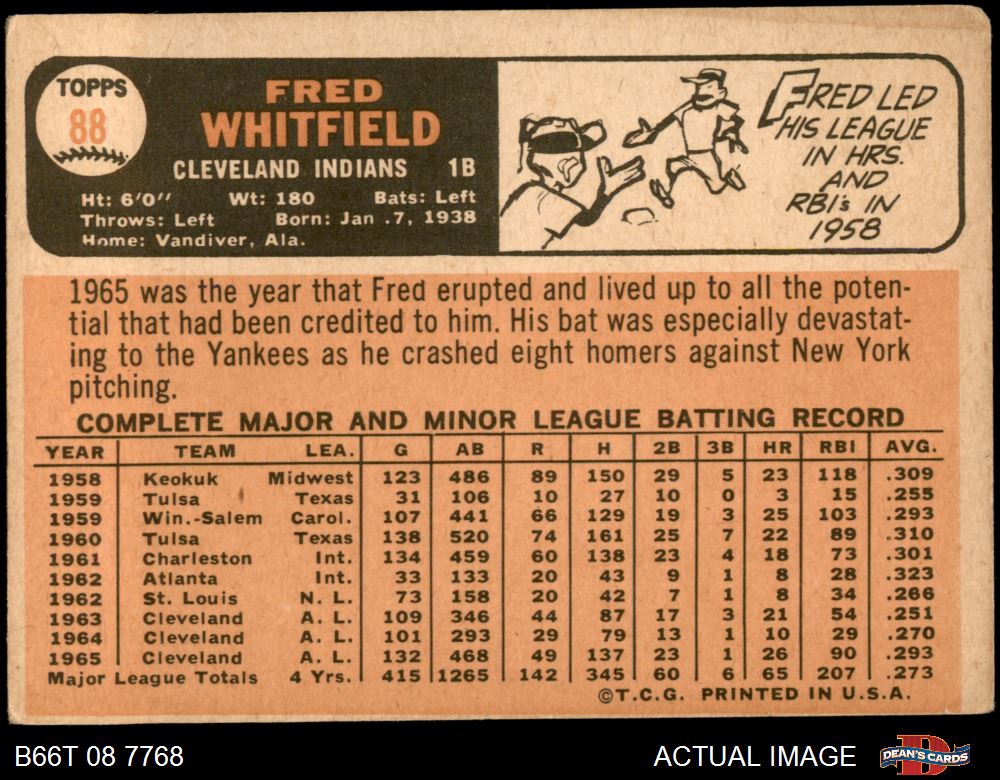 TOPPS
88
FRED
WHITFIELD
CLEVELAND INDIANS 1B
Ht: 6'0" Wt: 180 Bats: Left
Throws: Left Born: Jan .7, 1938
Home: Vandiver, Ala.
FRED LED
HIS LEAGUE
IN HRS.
AND
RBI's IN
1958
1965 was the year that Fred erupted and lived up to all the poten-
tial that had been credited to him. His bat was especially devastat-
ing to the Yankees as he crashed eight homers against New York
pitching.
COMPLETE MAJOR AND MINOR LEAGUE BATTING RECORD
YEAR TEAM LEA. G AB R H 2B 3B HR RBI AVG.
1958 Keokuk Midwest 123 486 89 150 29 5 23 118 .309
1959 Tulsa Texas 31 106 10 27 10 0 3 15 .255
1959 Win.-Salem Carol. 107 441 66 129 19 3 25 103 .293
1960 Tulsa Texas 138 520 74 161 25 7 22 89 .310
1961 Charleston Int. 134 459 60 138 23 4 18 73 .301
1962 Atlanta Int. 33 133 20 43 9 1 8 28 .323
1962 St. Louis N. L. 73 158 20 42 7 1 8 34 .266
1963 Cleveland A. L. 109 346 44 87 17 3 21 54 .251
1964 Cleveland A. L. 101 293 29 79 13 1 10 29 .270
1965 Cleveland A. L. 132 468 49 137 23 1 26 90 .293
Major League Totals 4 Yrs. 415 1265 142 345 60 6 65 207 .273
©T.C.G. PRINTED IN U.S.A.
B66T 08 7768 ACTUAL IMAGE DEAN'S CARDS